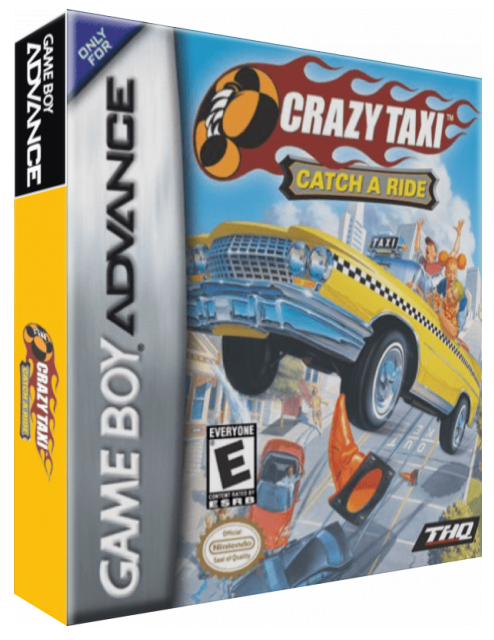 GAME BOY
ADVANCE
CRAZY TAXI
CATCH A RIDE
ONLY
FOR
GAME BOY ADVANCE
CRAZY TAXI™
CATCH A RIDE
TAXI
EVERYONE
E
CONTENT RATED BY
ESRB
Official
Nintendo
Seal of Quality
THQ